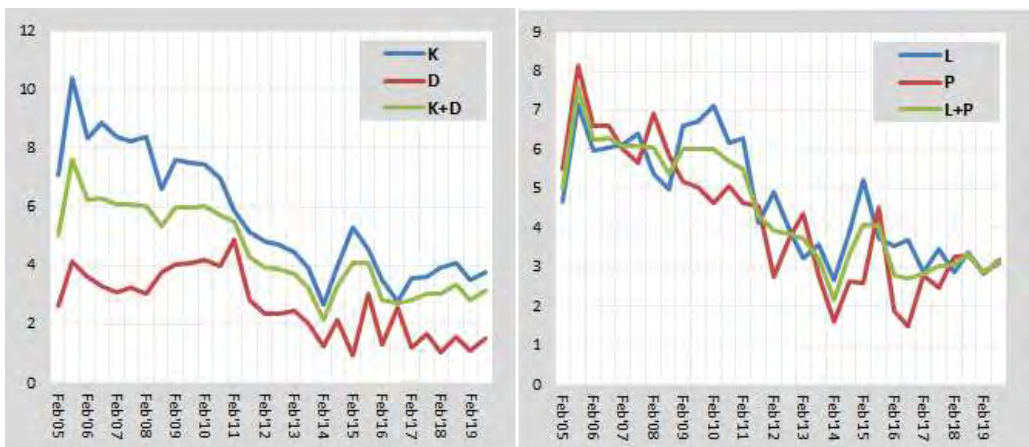 12
10
8
6
4
2
0
K
D
K+D
Feb'05
Feb'06
Feb'07
Feb'08
Feb'09
Feb'10
Feb'11
Feb'12
Feb'13
Feb'14
Feb'15
Feb'16
Feb'17
Feb'18
Feb'19
9
8
7
6
5
4
3
2
1
0
L
P
L+P
Feb'05
Feb'06
Feb'07
Feb'08
Feb'09
Feb'10
Feb'11
Feb'12
Feb'13
Feb'14
Feb'15
Feb'16
Feb'17
Feb'18
Feb'19